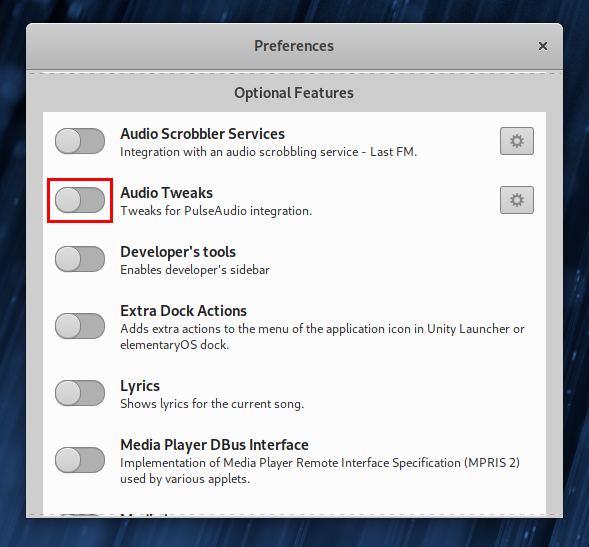 Preferences
Optional Features
Audio Scrobbler Services
Integration with an audio scrobbling service - Last FM.
Audio Tweaks
Tweaks for PulseAudio integration.
Developer's tools
Enables developer's sidebar
Extra Dock Actions
Adds extra actions to the menu of the application icon in Unity Launcher or
elementaryOS dock.
Lyrics
Shows lyrics for the current song.
Media Player DBus Interface
Implementation of Media Player Remote Interface Specification (MPRIS 2)
used by various applets.